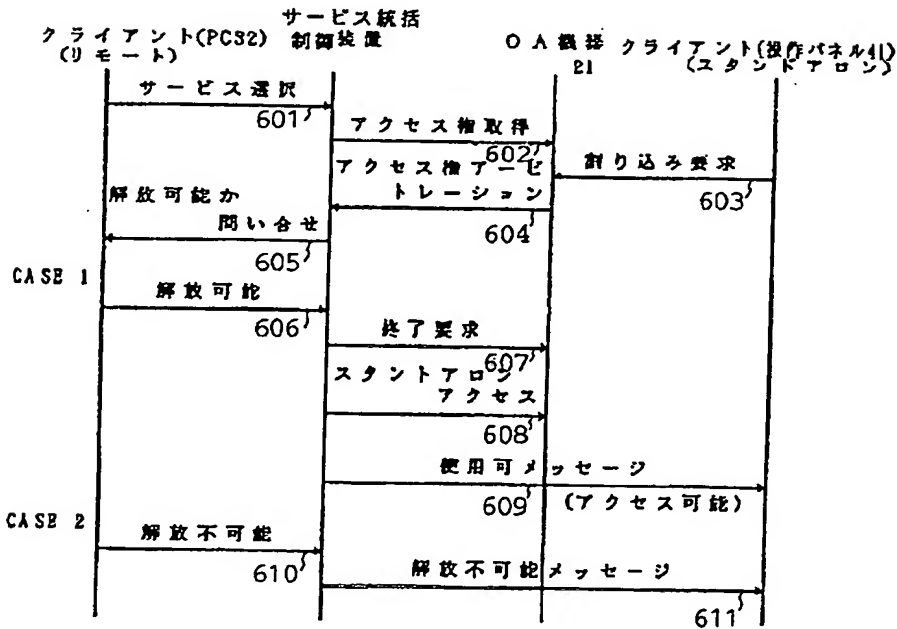 サービス統括
制御装置
クライアント(PC32)
(リモート)
OA機器
21
クライアント(操作パネル41)
(スタンドアロン)
サービス選択
601
アクセス権取得
602
割り込み要求
603
アクセス権アービ
トレーション
604
解放可能か
問い合せ
605
CASE 1
解放可能
606
終了要求
607
スタントアロン
アクセス
608
使用可メッセージ
609
(アクセス可能)
CASE 2
解放不可能
610
解放不可能メッセージ
611